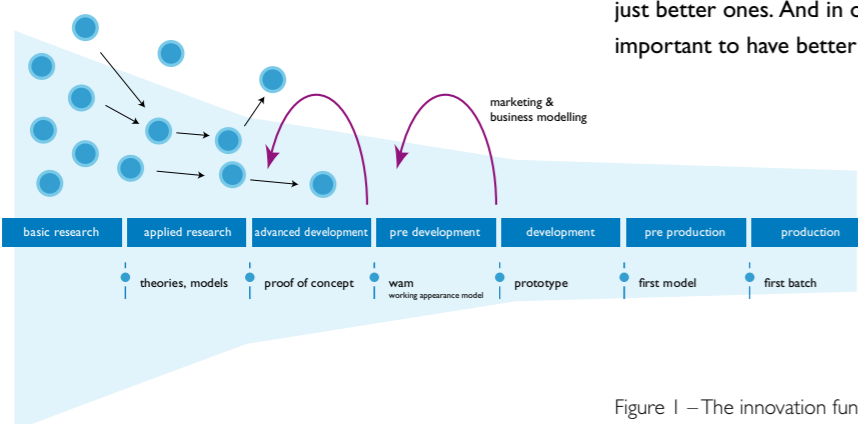 just better ones. And in
important to have better
marketing &
business modelling
basic research
applied research
advanced development
pre development
development
pre production
production
theories, models
proof of concept
wam
working appearance model
prototype
first model
first batch
Figure 1 – The innovation